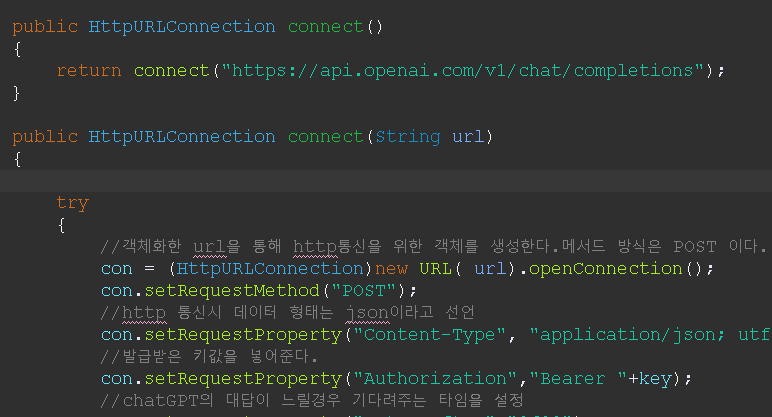 public HttpURLConnection connect()
{
return connect("https://api.openai.com/v1/chat/completions");
}
public HttpURLConnection connect(String url)
{
try
{
//객체화한 url을 통해 http통신을 위한 객체를 생성한다.메서드 방식은 POST 이다.
con = (HttpURLConnection)new URL( url).openConnection();
con.setRequestMethod("POST");
//http 통신시 데이터 형태는 json이라고 선언
con.setRequestProperty("Content-Type", "application/json; utf
//발급받은 키값을 넣어준다.
con.setRequestProperty("Authorization","Bearer "+key);
//chatGPT의 대답이 느릴경우 기다려주는 타임을 설정